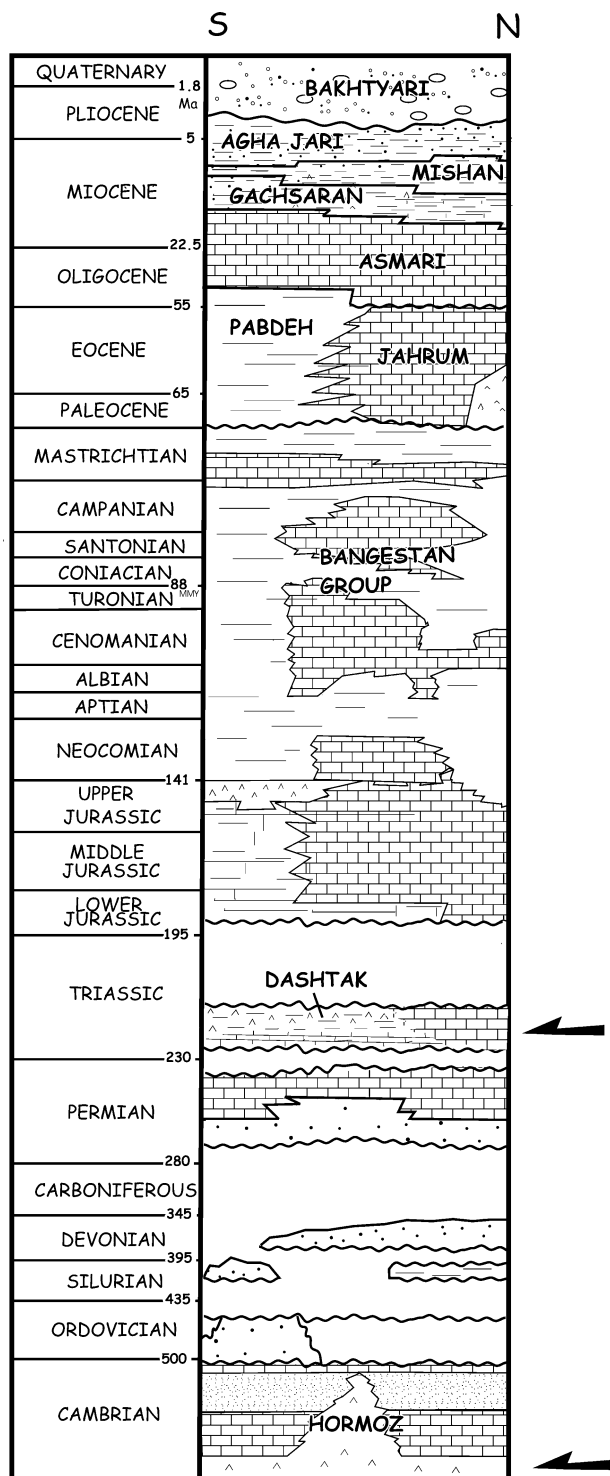 S N
QUATERNARY
1.8
Ma
BAKHTYARI
PLIOCENE
5
AGHA JARI
MISHAN
MIOCENE
GACHSARAN
22.5
ASMARI
OLIGOCENE
55
PABDEH
EOCENE
JAHRUM
65
PALEOCENE
MASTRICHTIAN
CAMPANIAN
SANTONIAN
BANGESTAN
GROUP
CONIACIAN
88
TURONIAN
MMY
CENOMANIAN
ALBIAN
APTIAN
NEOCOMIAN
141
UPPER
JURASSIC
MIDDLE
JURASSIC
LOWER
JURASSIC
195
DASHTAK
TRIASSIC
230
PERMIAN
280
CARBONIFEROUS
345
DEVONIAN
395
SILURIAN
435
ORDOVICIAN
500
CAMBRIAN
HORMOZ